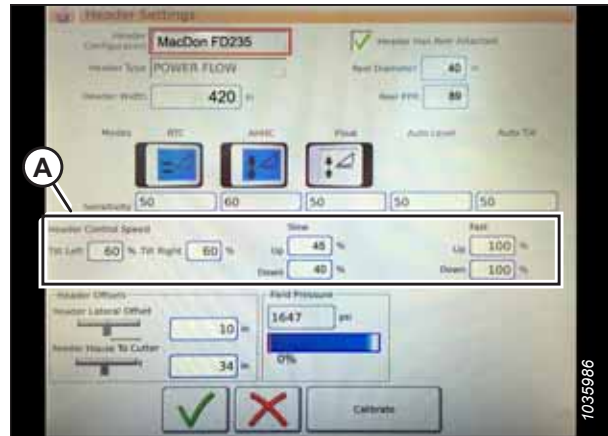 Header Settings
Header Configuration MacDon FD235 Header Has Reel Attached
Header Type POWER FLOW Reel Diameter 40 in
Header Width 420 in Reel PPR 89
Modes RTC AHHC Float Auto Level Auto Tilt
A
Sensitivity 50 60 50 50 50
Header Control Speed Slow Fast
Tilt Left 60 % Tilt Right 60 % Up 45 % Up 100 %
Down 40 % Down 100 %
Header Offsets Field Pressure
Header Lateral Offset 1647 psi
10 in
Feeder House To Cutter 0%
34 in
Calibrate
1035986